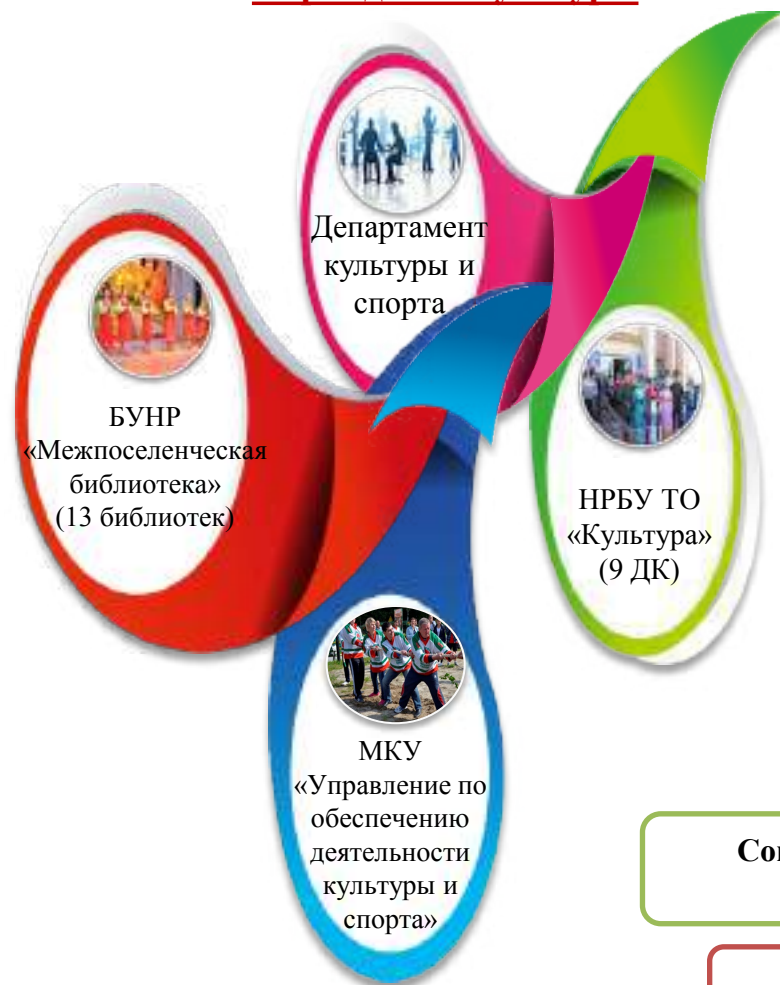 Департамент
культуры и
спорта
БУНР
«Межпоселенческая
библиотека»
(13 библиотек)
НРБУ ТО
«Культура»
(9 ДК)
МКУ
«Управление по
обеспечению
деятельности
культуры и
спорта»